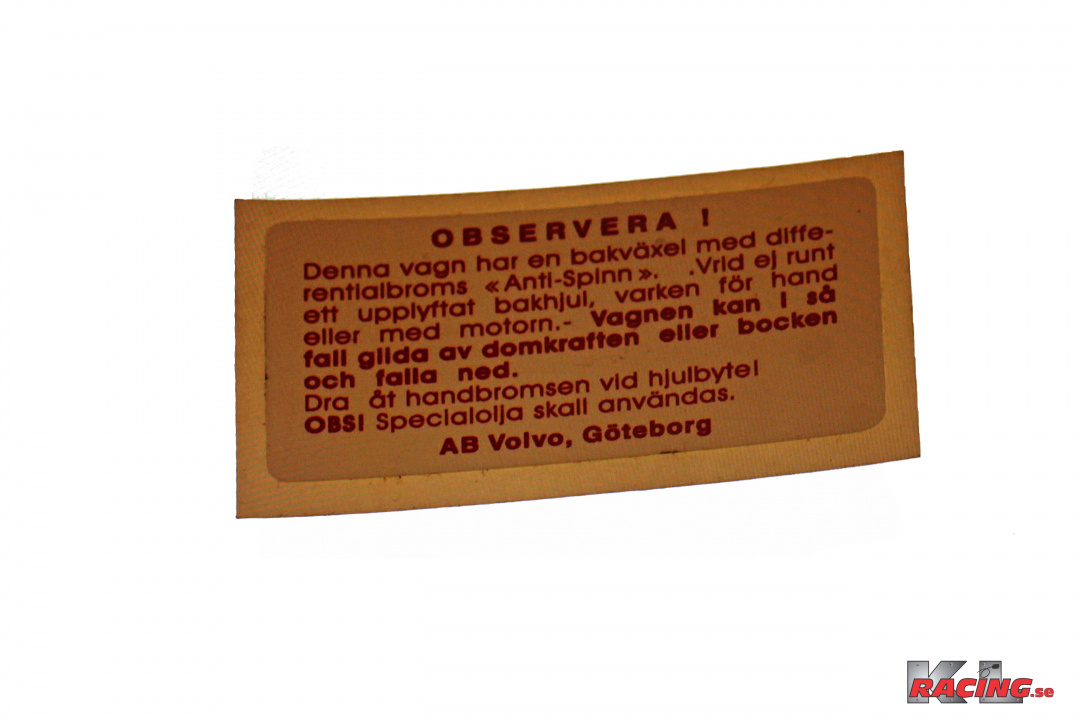 OBSERVERA !
Denna vagn har en bakväxel med diffe-
rentialbroms «Anti-Spinn». .Vrid ej runt
ett upplyftat bakhjul, varken för hand
eller med motorn.- Vagnen kan i så
fall glida av domkraften eller bocken
och falla ned.
Dra åt handbromsen vid hjulbyte!
OBS! Specialolja skall användas.
AB Volvo, Göteborg
KL
RACING.se